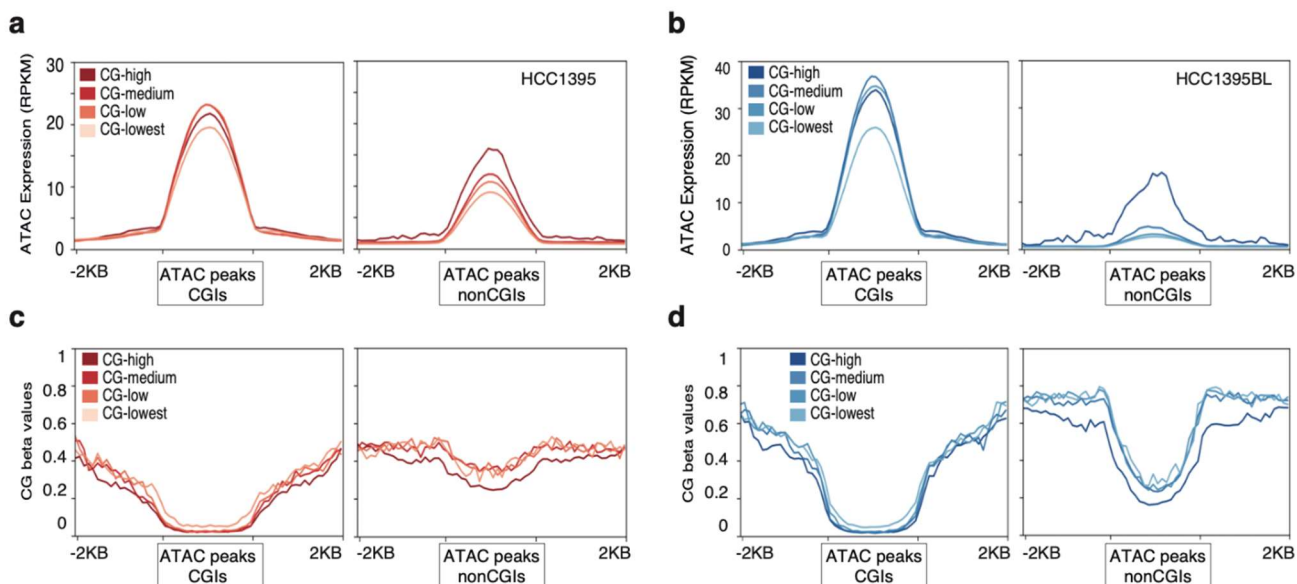 a
ATAC Expression (RPKM)
30
20
10
0
CG-high
CG-medium
CG-low
CG-lowest
HCC1395
-2KB
ATAC peaks
CGIs
ATAC peaks
nonCGIs
2KB
b
ATAC Expression (RPKM)
40
30
20
10
0
CG-high
CG-medium
CG-low
CG-lowest
HCC1395BL
-2KB
ATAC peaks
CGIs
ATAC peaks
nonCGIs
2KB
c
CG beta values
1
0.8
0.6
0.4
0.2
0
CG-high
CG-medium
CG-low
CG-lowest
-2KB
ATAC peaks
CGIs
2KB
-2KB
ATAC peaks
nonCGIs
2KB
d
CG beta values
1
0.8
0.6
0.4
0.2
0
CG-high
CG-medium
CG-low
CG-lowest
-2KB
ATAC peaks
CGIs
2KB
-2KB
ATAC peaks
nonCGIs
2KB